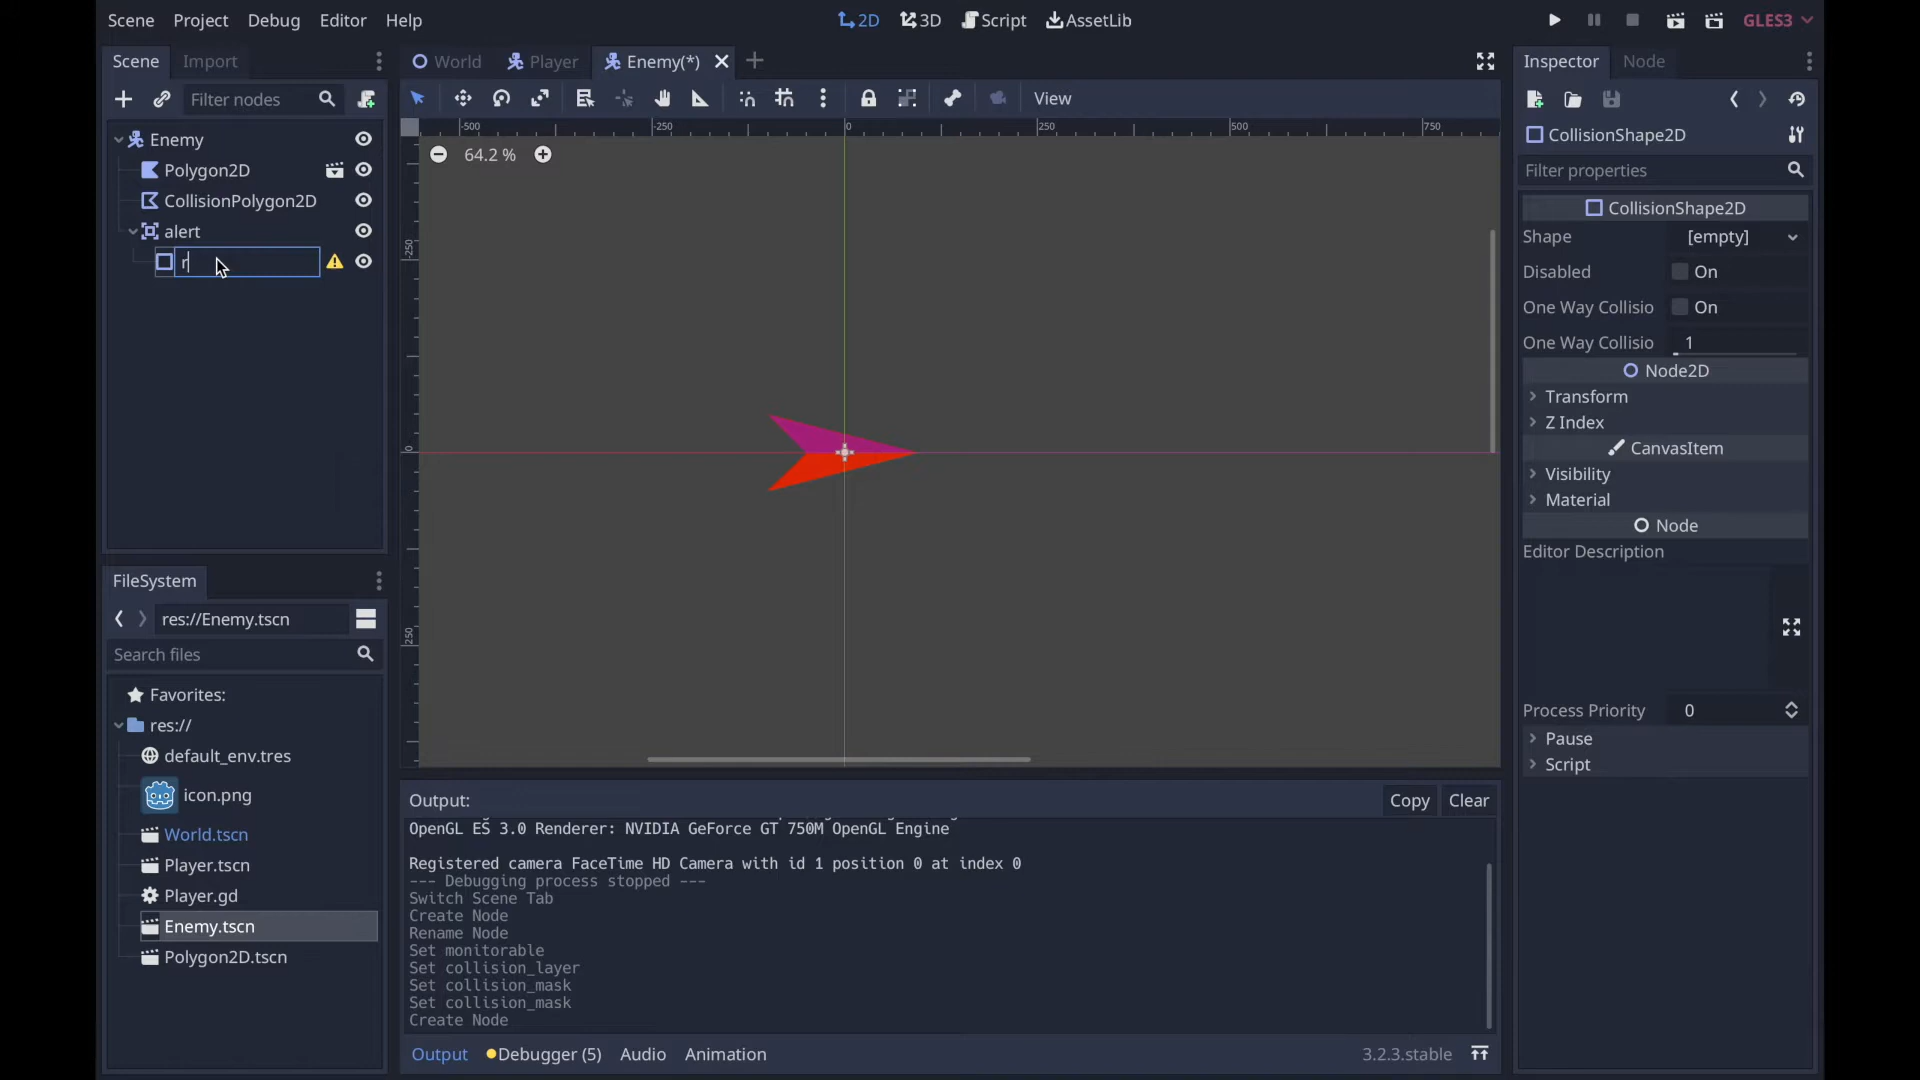 Scene Project Debug Editor Help
2D 3D Script AssetLib
GLES3
Scene Import
World Player Enemy(*)
Inspector Node
Filter nodes
View
Enemy
Polygon2D
CollisionPolygon2D
alert
r
-500 -250 0 250 500 750
64.2 %
-250
0
250
CollisionShape2D
Filter properties
CollisionShape2D
Shape [empty]
Disabled On
One Way Collisio On
One Way Collisio 1
Node2D
Transform
Z Index
CanvasItem
Visibility
Material
Node
Editor Description
Process Priority 0
Pause
Script
FileSystem
res://Enemy.tscn
Search files
Favorites:
res://
default_env.tres
icon.png
World.tscn
Player.tscn
Player.gd
Enemy.tscn
Polygon2D.tscn
Output: Copy Clear
OpenGL ES 3.0 Renderer: NVIDIA GeForce GT 750M OpenGL Engine
Registered camera FaceTime HD Camera with id 1 position 0 at index 0
--- Debugging process stopped ---
Switch Scene Tab
Create Node
Rename Node
Set monitorable
Set collision_layer
Set collision_mask
Set collision_mask
Create Node
Output Debugger (5) Audio Animation 3.2.3.stable